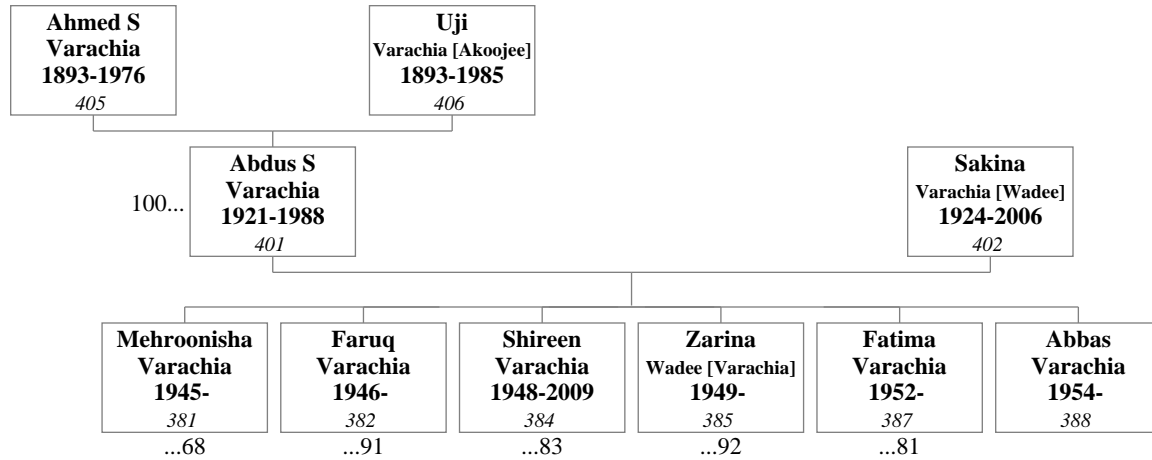 Ahmed S
Varachia
1893-1976
405
Uji
Varachia [Akoojee]
1893-1985
406
100...
Abdus S
Varachia
1921-1988
401
Sakina
Varachia [Wadee]
1924-2006
402
Mehroonisha
Varachia
1945-
381
...68
Faruq
Varachia
1946-
382
...91
Shireen
Varachia
1948-2009
384
...83
Zarina
Wadee [Varachia]
1949-
385
...92
Fatima
Varachia
1952-
387
...81
Abbas
Varachia
1954-
388